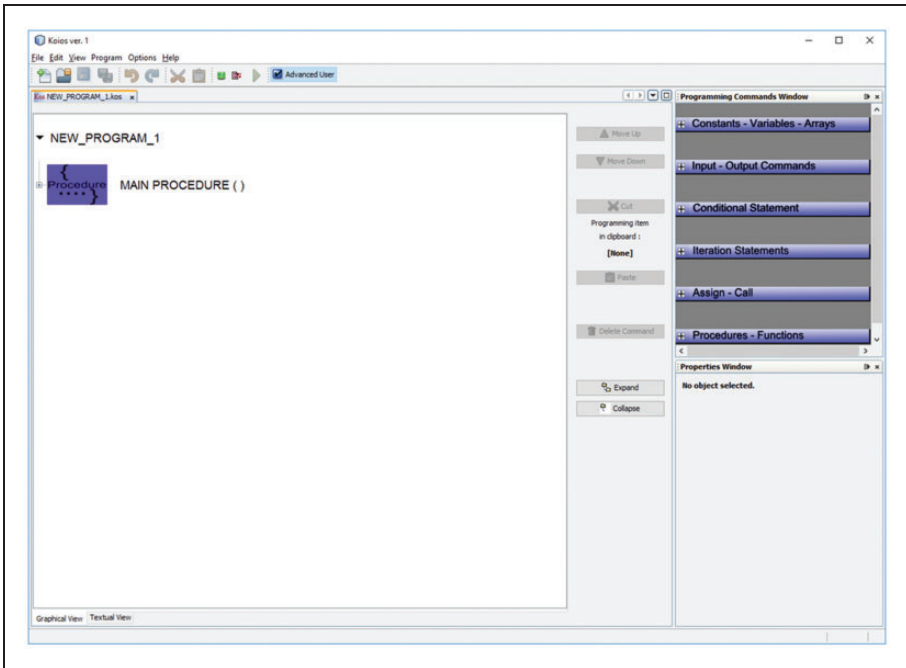 Koios ver. 1
File Edit View Program Options Help
Advanced User
NEW_PROGRAM_1.kos
NEW_PROGRAM_1
{
Procedure
.... }
MAIN PROCEDURE ( )
Move Up
Move Down
Cut
Programming item
in clipboard :
[None]
Paste
Delete Command
Expand
Collapse
Programming Commands Window
Constants - Variables - Arrays
Input - Output Commands
Conditional Statement
Iteration Statements
Assign - Call
Procedures - Functions
Properties Window
No object selected.
Graphical View Textual View